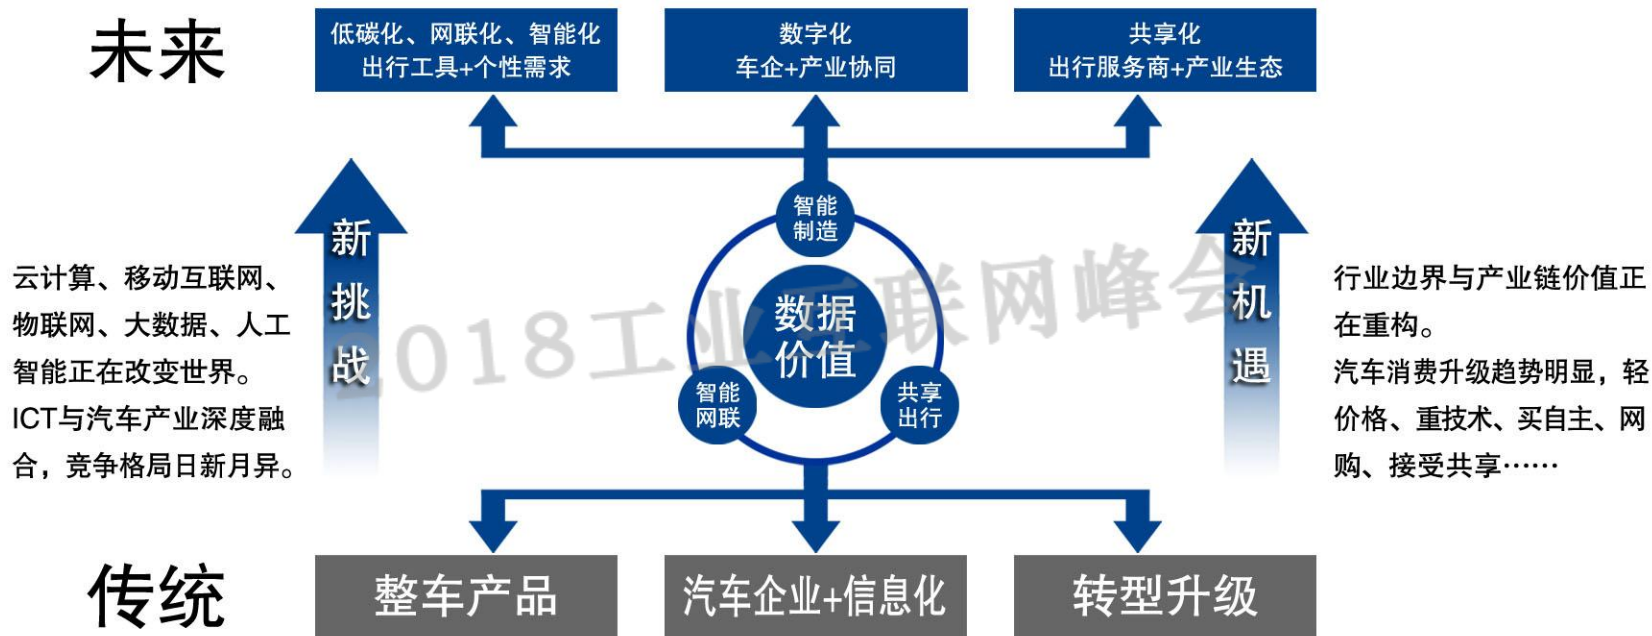 未来
低碳化、网联化、智能化
出行工具+个性需求
数字化
车企+产业协同
共享化
出行服务商+产业生态
新挑战
云计算、移动互联网、
物联网、大数据、人工
智能正在改变世界。
ICT与汽车产业深度融
合，竞争格局日新月异。
智能
制造
数据
价值
智能
网联
共享
出行
新机遇
行业边界与产业链价值正
在重构。
汽车消费升级趋势明显，轻
价格、重技术、买自主、网
购、接受共享……
2018工业互联网峰会
传统
整车产品
汽车企业+信息化
转型升级